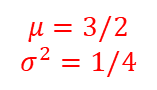 μ = 3/2
σ² = 1/4